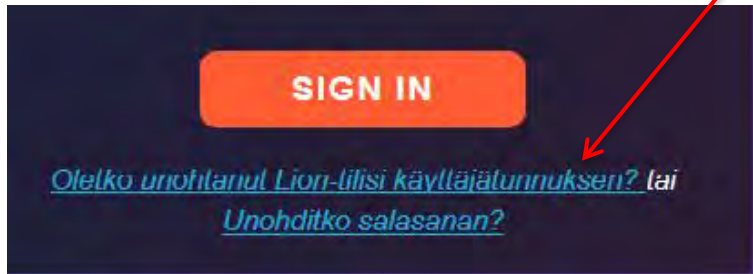 SIGN IN
Oletko unohtanut Lion-tilisi käyttäjätunnuksen? tai
Unohditko salasanan?